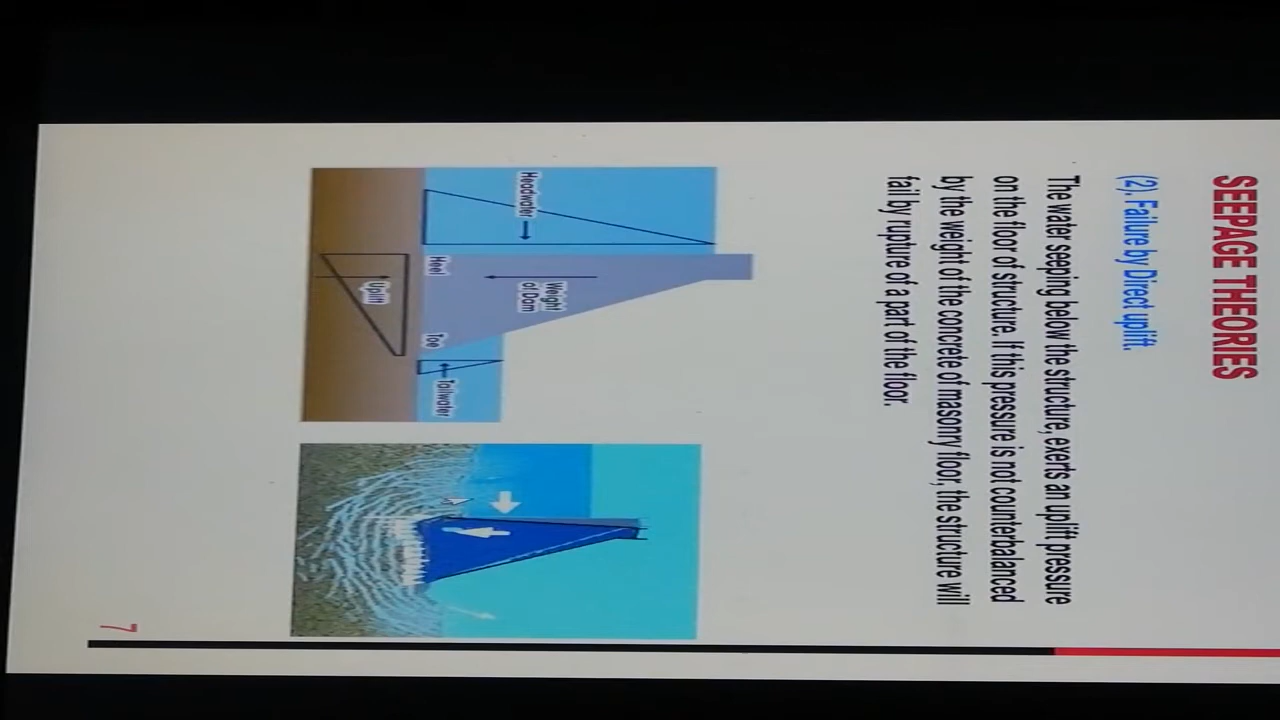 SEEPAGE THEORIES
(2). Failure by Direct uplift.
The water seeping below the structure, exerts an uplift pressure
on the floor of structure. If this pressure is not counterbalanced
by the weight of the concrete of masonry floor, the structure will
fail by rupture of a part of the floor.
Headwater
Weight
of Dam
Heel
Toe
Tailwater
Uplift
7